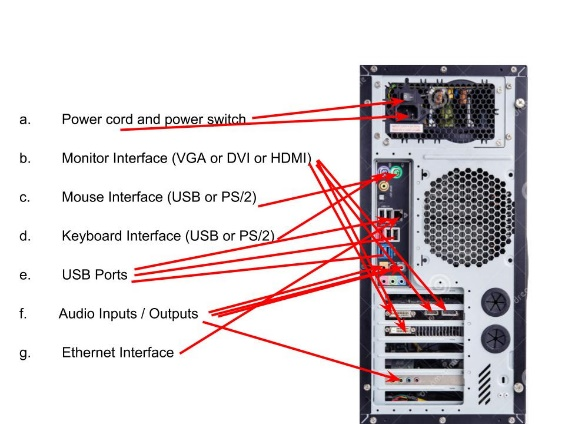 a. Power cord and power switch
b. Monitor Interface (VGA or DVI or HDMI)
c. Mouse Interface (USB or PS/2)
d. Keyboard Interface (USB or PS/2)
e. USB Ports
f. Audio Inputs / Outputs
g. Ethernet Interface